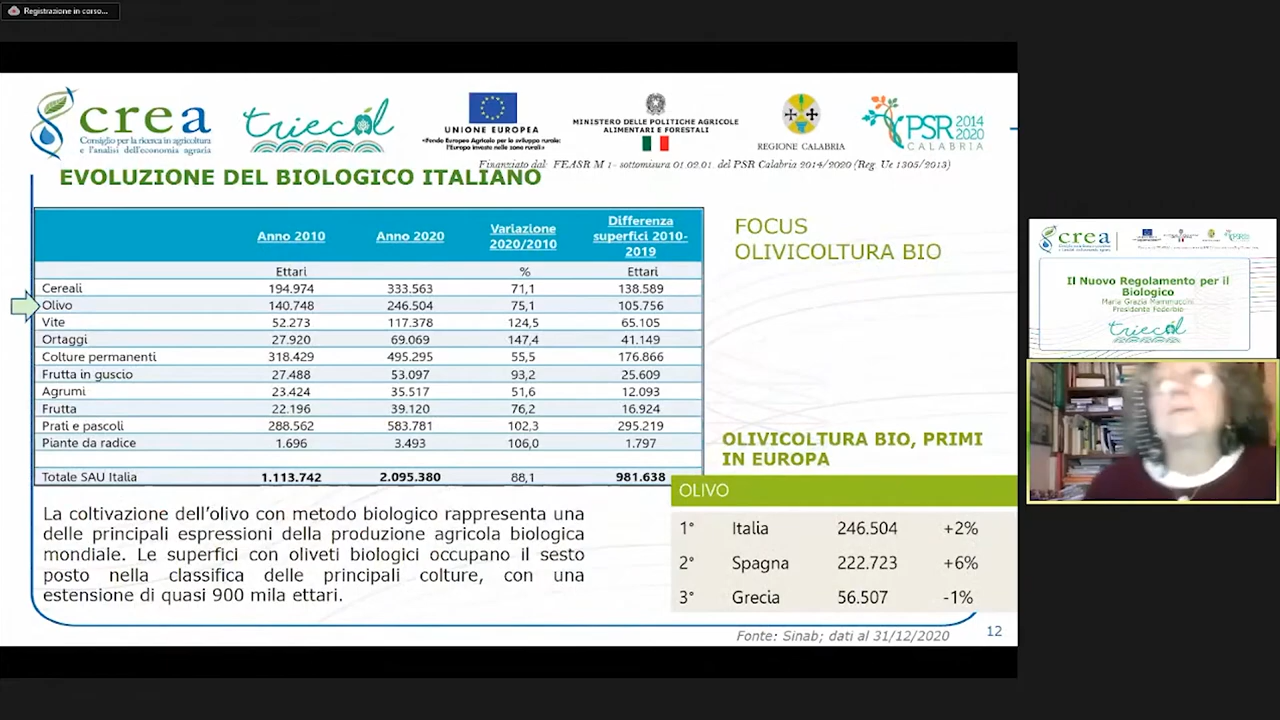 Registrazione in corso...
crea
Consiglio per la ricerca in agricoltura
e l'analisi dell'economia agraria
triecol
UNIONE EUROPEA
«Fondo Europeo Agricolo per lo sviluppo rurale:
l'Europa investe nelle zone rurali»
MINISTERO DELLE POLITICHE AGRICOLE
ALIMENTARI E FORESTALI
REGIONE CALABRIA
PSR 2014
2020
CALABRIA
Finanziato dal: FEASR M 1- sottomisura 01.02.01. del PSR Calabria 2014/2020 (Reg. Ue 1305/2013)
EVOLUZIONE DEL BIOLOGICO ITALIANO
Anno 2010 Anno 2020 Variazione 2020/2010 Differenza superfici 2010-2019
Ettari % Ettari
Cereali 194.974 333.563 71,1 138.589
Olivo 140.748 246.504 75,1 105.756
Vite 52.273 117.378 124,5 65.105
Ortaggi 27.920 69.069 147,4 41.149
Colture permanenti 318.429 495.295 55,5 176.866
Frutta in guscio 27.488 53.097 93,2 25.609
Agrumi 23.424 35.517 51,6 12.093
Frutta 22.196 39.120 76,2 16.924
Prati e pascoli 288.562 583.781 102,3 295.219
Piante da radice 1.696 3.493 106,0 1.797
Totale SAU Italia 1.113.742 2.095.380 88,1 981.638
La coltivazione dell'olivo con metodo biologico rappresenta una
delle principali espressioni della produzione agricola biologica
mondiale. Le superfici con oliveti biologici occupano il sesto
posto nella classifica delle principali colture, con una
estensione di quasi 900 mila ettari.
FOCUS
OLIVICOLTURA BIO
OLIVICOLTURA BIO, PRIMI
IN EUROPA
OLIVO
1° Italia 246.504 +2%
2° Spagna 222.723 +6%
3° Grecia 56.507 -1%
Fonte: Sinab; dati al 31/12/2020
12
crea
Il Nuovo Regolamento per il
Biologico
Maria Grazia Mammuccini
Presidente Federbio
triecol